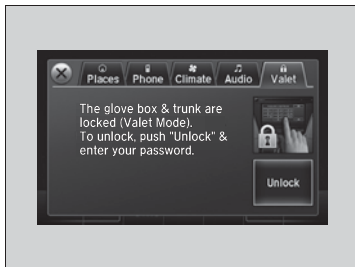 Places Phone Climate Audio Valet
The glove box & trunk are
locked (Valet Mode).
To unlock, push "Unlock" &
enter your password.
Unlock